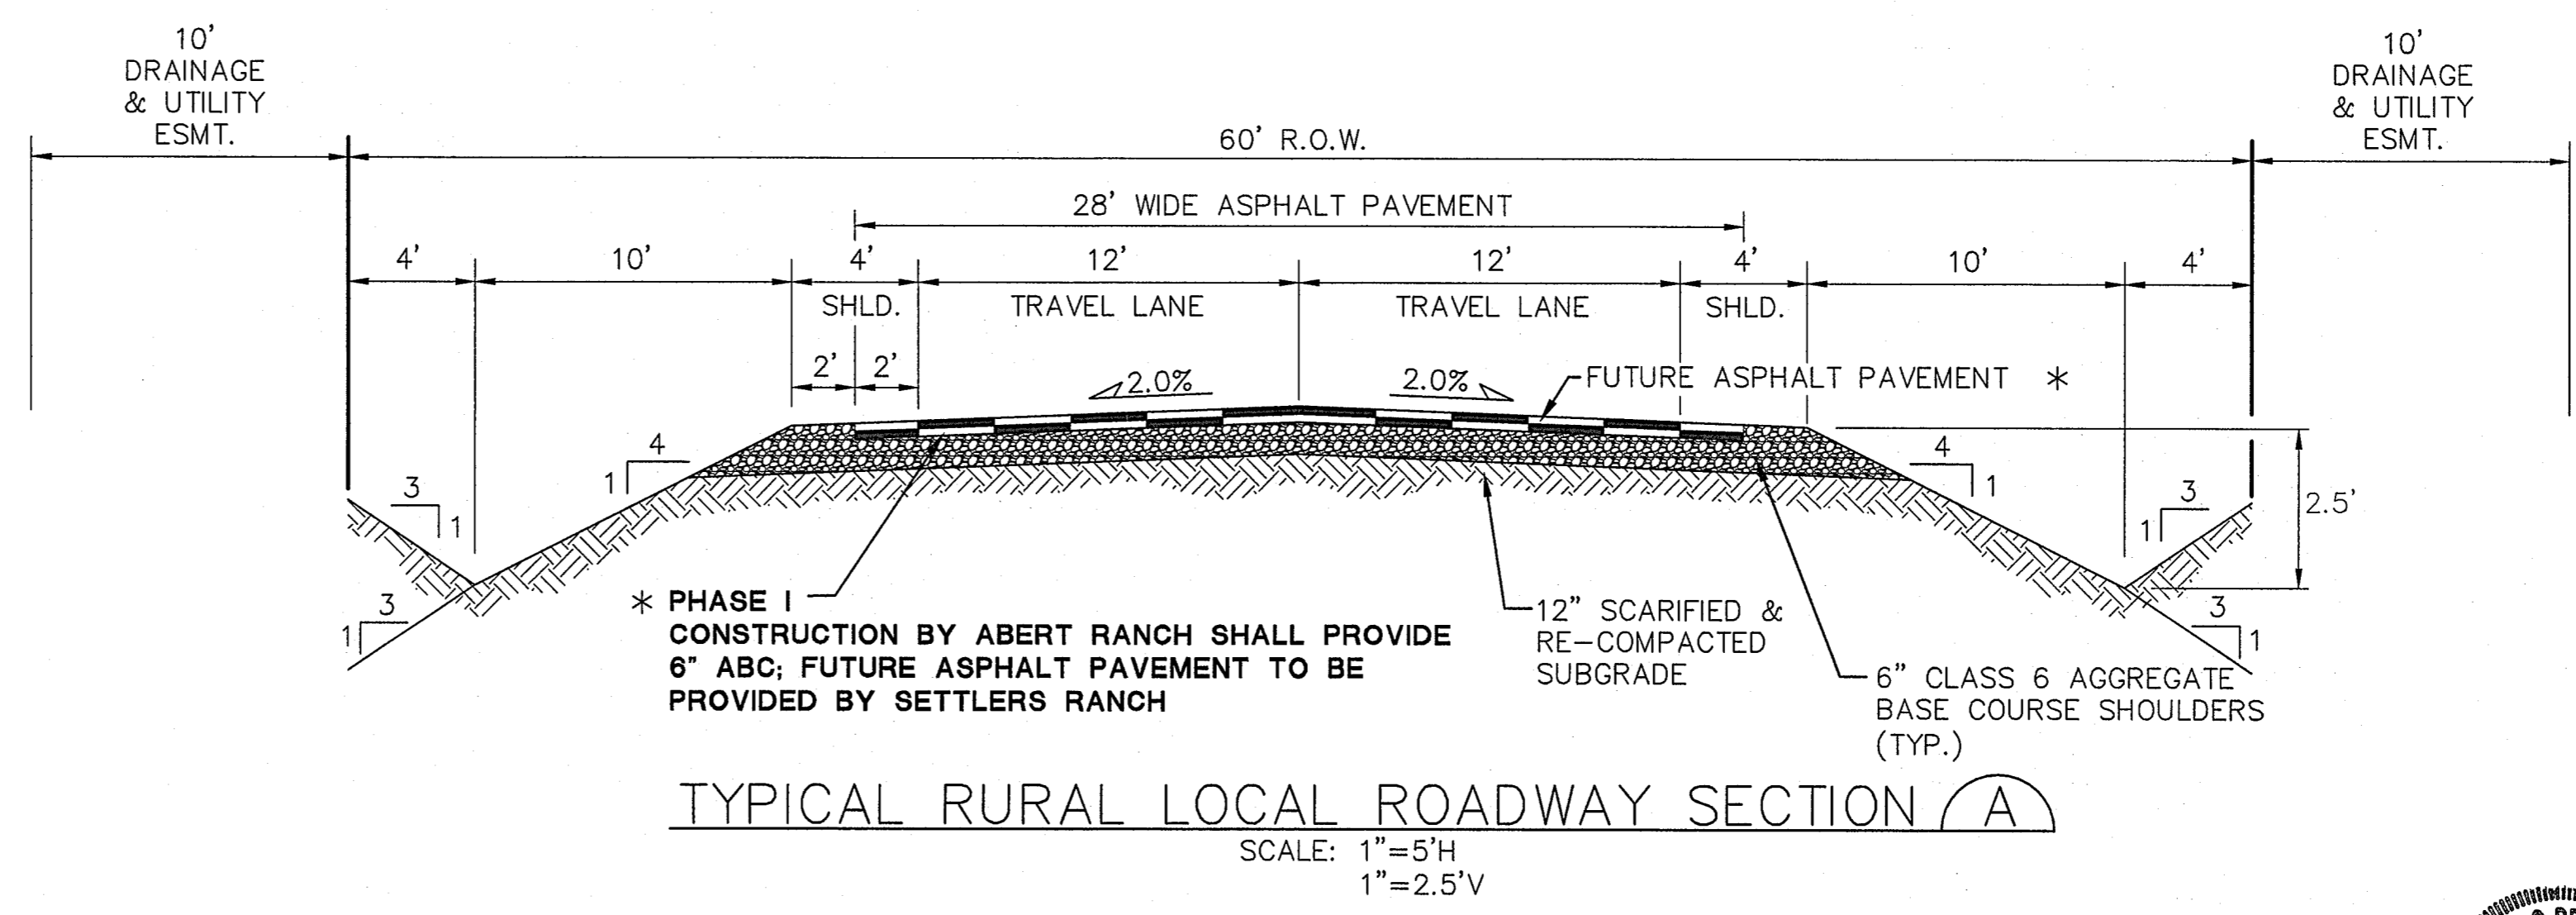 10'
DRAINAGE
& UTILITY
ESMT.
10'
DRAINAGE
& UTILITY
ESMT.
60' R.O.W.
28' WIDE ASPHALT PAVEMENT
4' 10' 4' 12' 12' 4' 10' 4'
SHLD. TRAVEL LANE TRAVEL LANE SHLD.
2' 2'
2.0% 2.0%
FUTURE ASPHALT PAVEMENT *
4
1
4
1
3
1
3
1
2.5'
3
1
3
1
* PHASE I
CONSTRUCTION BY ABERT RANCH SHALL PROVIDE
6" ABC; FUTURE ASPHALT PAVEMENT TO BE
PROVIDED BY SETTLERS RANCH
12" SCARIFIED &
RE-COMPACTED
SUBGRADE
6" CLASS 6 AGGREGATE
BASE COURSE SHOULDERS
(TYP.)
TYPICAL RURAL LOCAL ROADWAY SECTION A
SCALE: 1"=5'H
1"=2.5'V